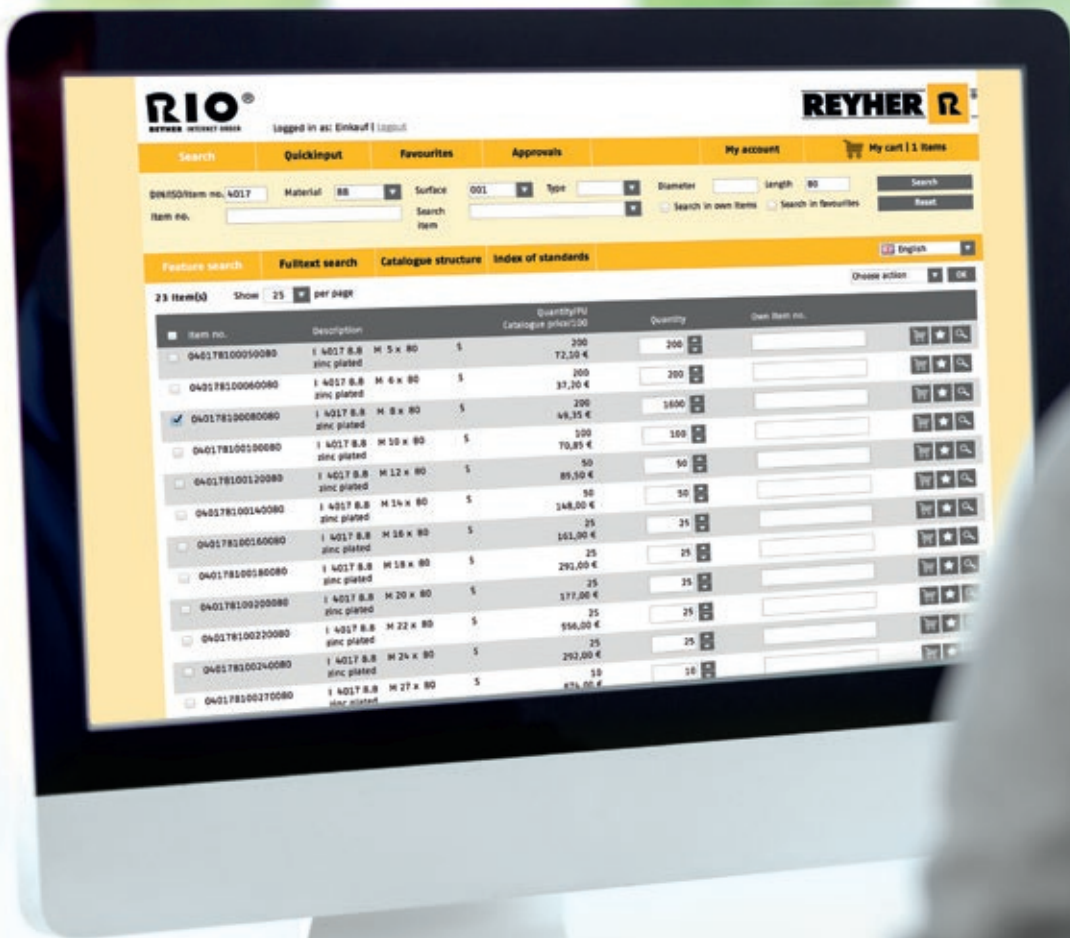 RIO®
REYHER INTERNET ORDER
Logged in as: Einkauf | Logout
REYHER R
Search Quickinput Favourites Approvals My account My cart | 1 Items
DIN/ISO/Item no. 4017 Material 88 Surface 001 Type Diameter Length 80 Search
Item no. Search Item Search in own items Search in favourites Reset
Feature search Fulltext search Catalogue structure Index of standards English
23 Item(s) Show 25 per page Choose action OK
Item no. Description Quantity/PU Catalogue price/100 Quantity Own item no.
040178100050080 I 4017 8.8 M 5 x 80 S 200 200
zinc plated 72,10 €
040178100060080 I 4017 8.8 M 6 x 80 S 200 200
zinc plated 37,20 €
040178100080080 I 4017 8.8 M 8 x 80 S 200 1600
zinc plated 49,35 €
040178100100080 I 4017 8.8 M 10 x 80 S 100 100
zinc plated 70,85 €
040178100120080 I 4017 8.8 M 12 x 80 S 50 50
zinc plated 89,50 €
040178100140080 I 4017 8.8 M 14 x 80 S 50 50
zinc plated 148,00 €
040178100160080 I 4017 8.8 M 16 x 80 S 25 25
zinc plated 161,00 €
040178100180080 I 4017 8.8 M 18 x 80 S 25 25
zinc plated 291,00 €
040178100200080 I 4017 8.8 M 20 x 80 S 25 25
zinc plated 177,00 €
040178100220080 I 4017 8.8 M 22 x 80 S 25 25
zinc plated 556,00 €
040178100240080 I 4017 8.8 M 24 x 80 S 25 25
zinc plated 292,00 €
040178100270080 I 4017 8.8 M 27 x 80 S 10 10
zinc plated